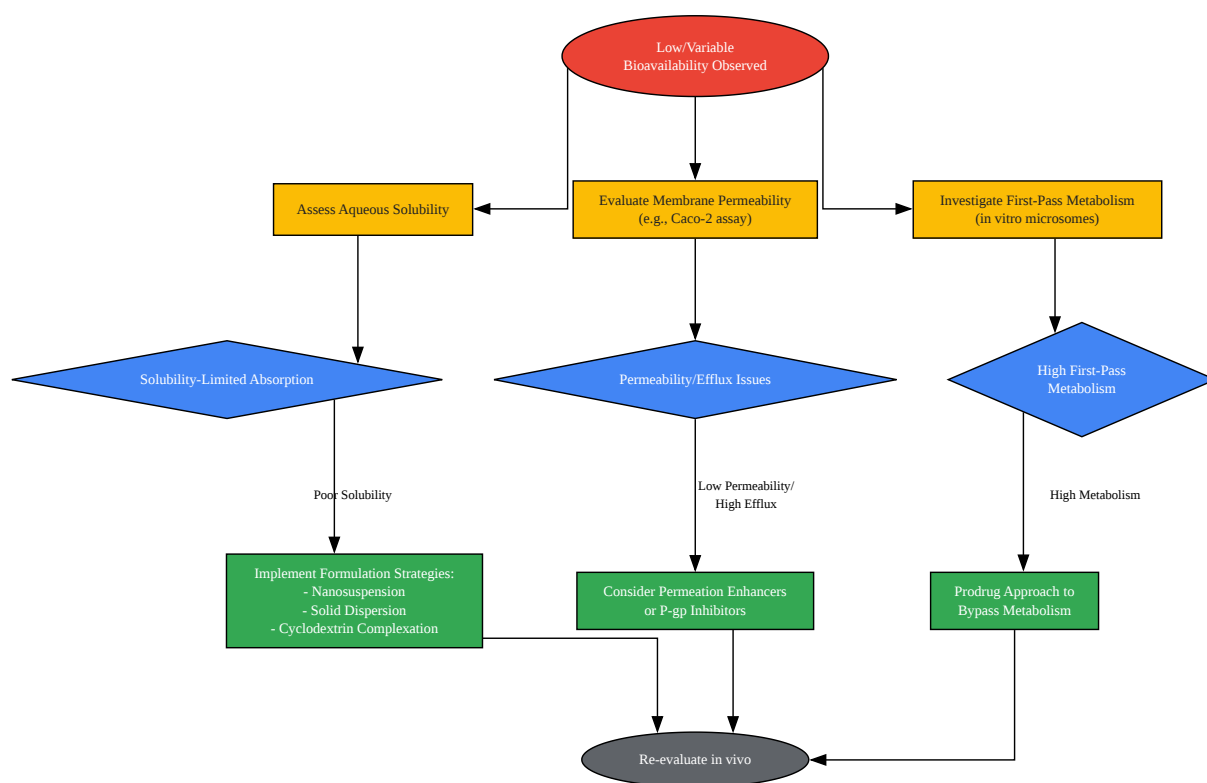 Low/Variable
Bioavailability Observed
Assess Aqueous Solubility
Evaluate Membrane Permeability
(e.g., Caco-2 assay)
Investigate First-Pass Metabolism
(in vitro microsomes)
Solubility-Limited Absorption
Permeability/Efflux Issues
High First-Pass
Metabolism
Poor Solubility
Low Permeability/
High Efflux
High Metabolism
Implement Formulation Strategies:
- Nanosuspension
- Solid Dispersion
- Cyclodextrin Complexation
Consider Permeation Enhancers
or P-gp Inhibitors
Prodrug Approach to
Bypass Metabolism
Re-evaluate in vivo